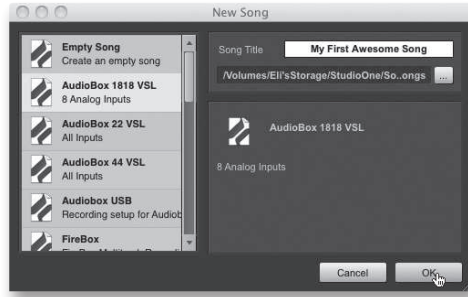 New Song
Empty Song
Create an empty song
AudioBox 1818 VSL
8 Analog Inputs
AudioBox 22 VSL
All Inputs
AudioBox 44 VSL
All Inputs
Audiobox USB
Recording setup for Audiob
FireBox
Song Title
My First Awesome Song
/Volumes/Eli'sStorage/StudioOne/So..ongs
...
AudioBox 1818 VSL
8 Analog Inputs
Cancel
OK